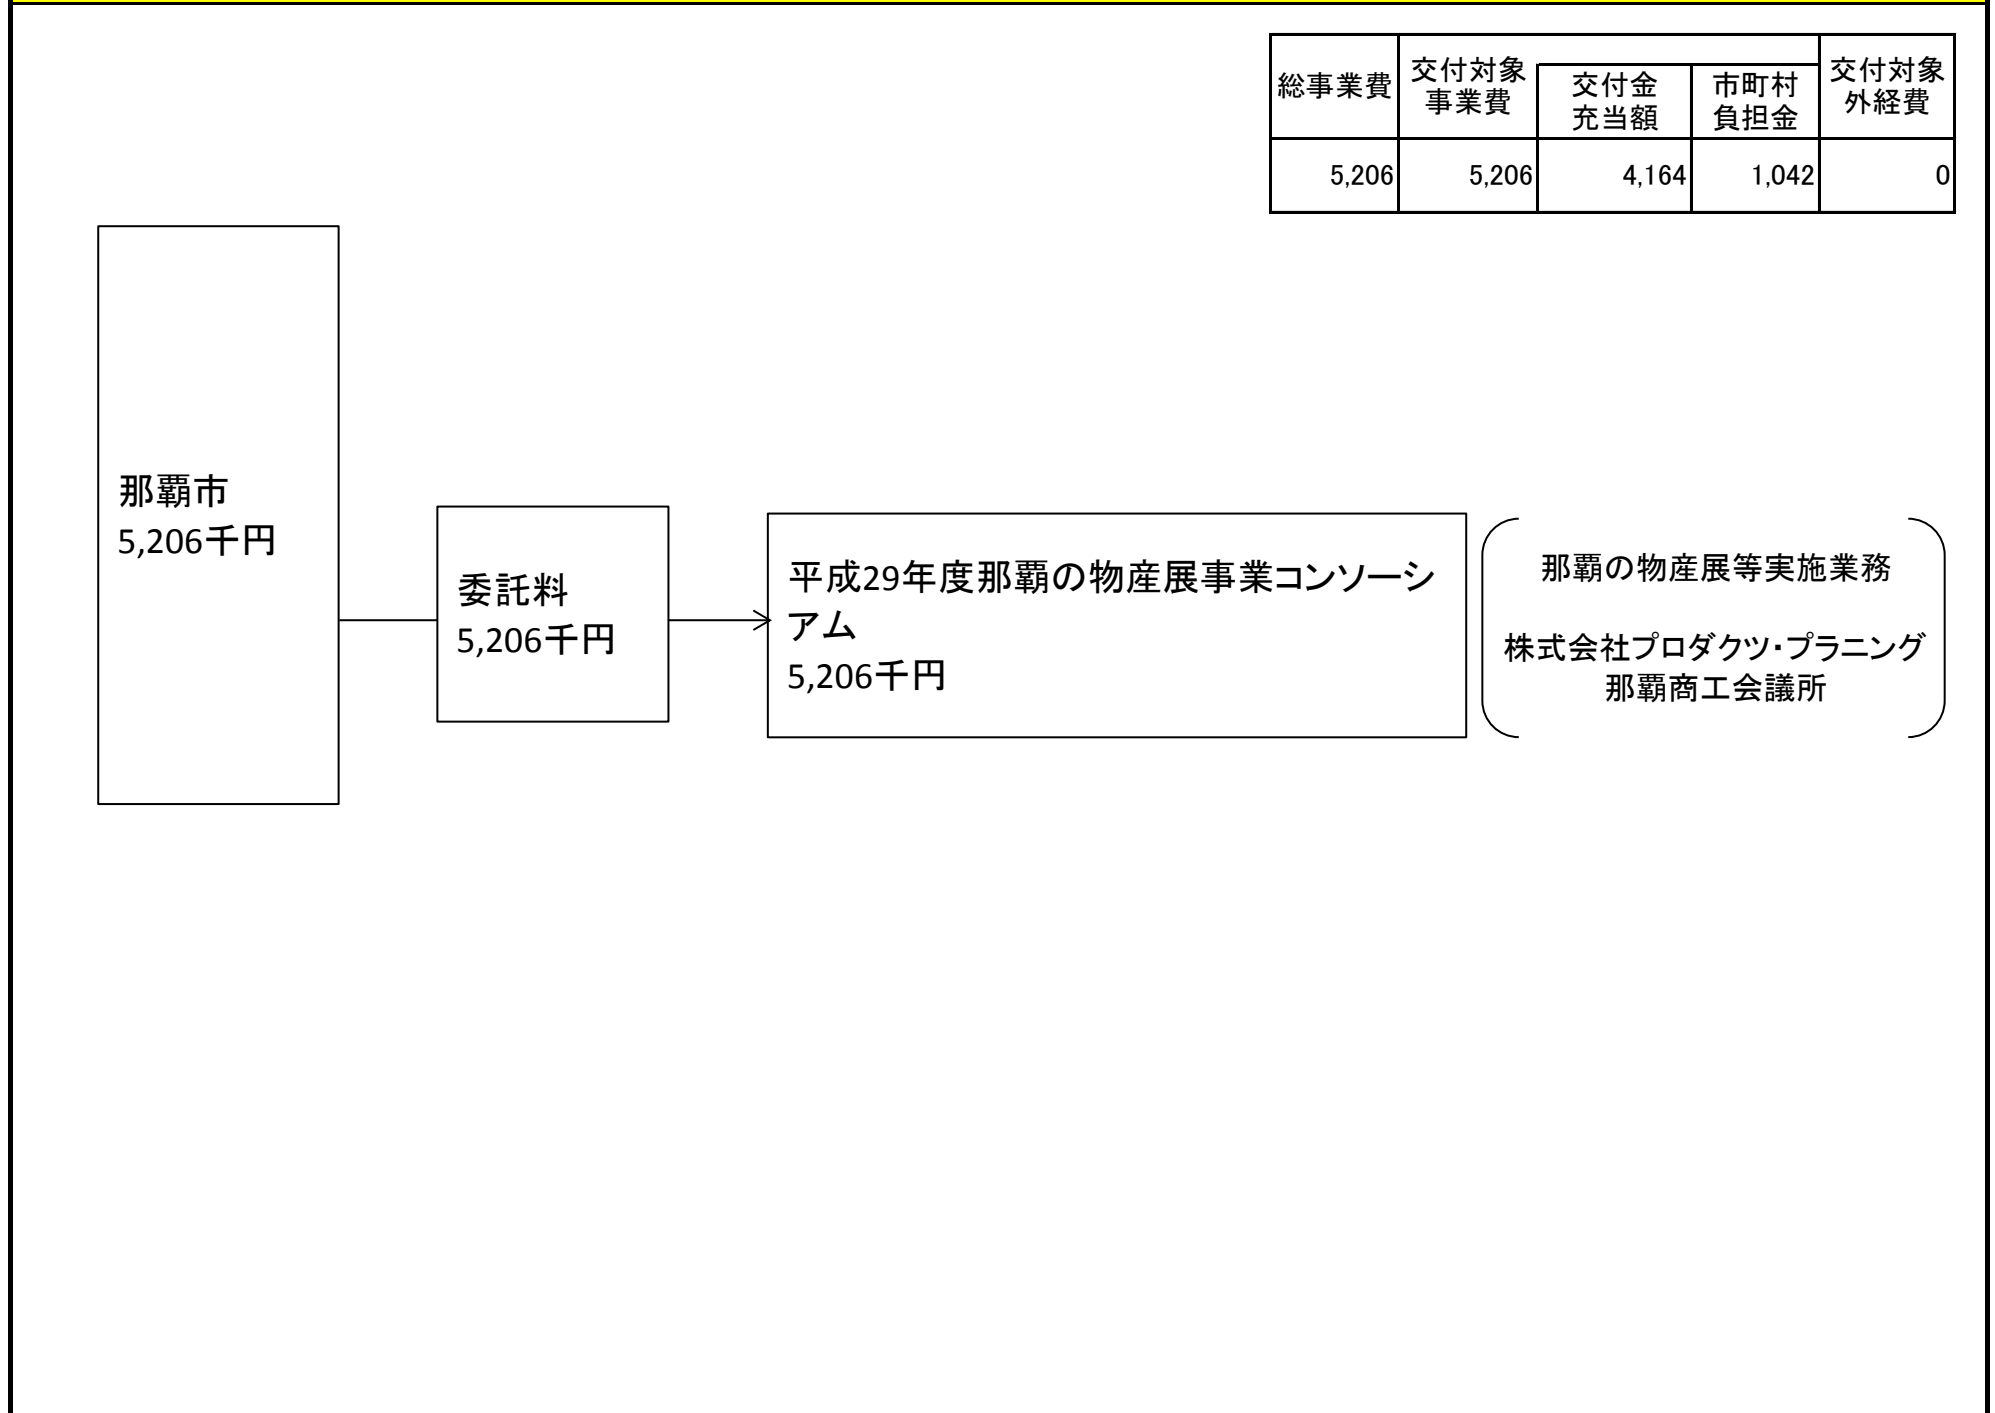 総事業費
交付対象
事業費
交付金
充当額
市町村
負担金
交付対象
外経費
5,206
5,206
4,164
1,042
0
那覇市
5,206千円
委託料
5,206千円
平成29年度那覇の物産展事業コンソーシ
アム
5,206千円
那覇の物産展等実施業務
株式会社プロダクツ・プラニング
那覇商工会議所